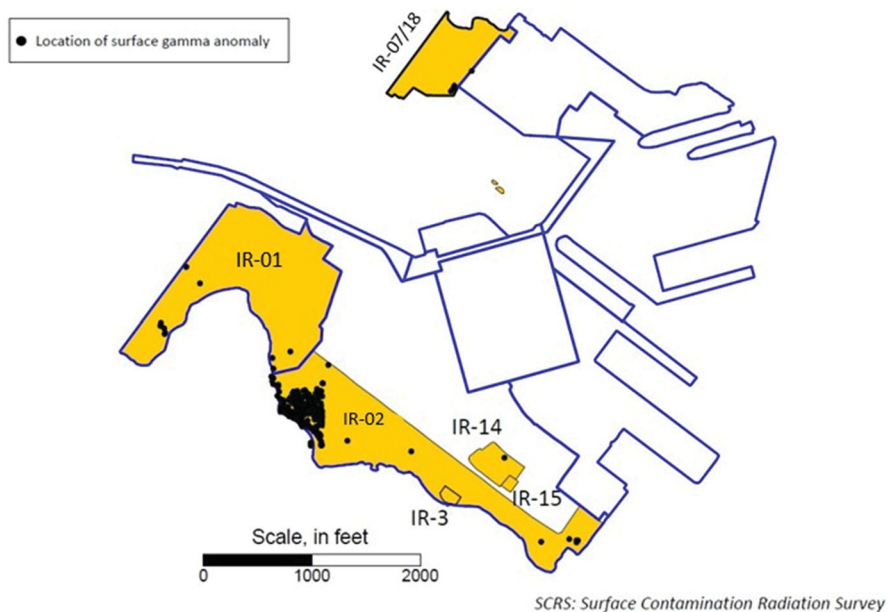 Location of surface gamma anomaly
IR-07/18
IR-01
IR-02
IR-14
IR-15
IR-3
Scale, in feet
0 1000 2000
SCRS: Surface Contamination Radiation Survey